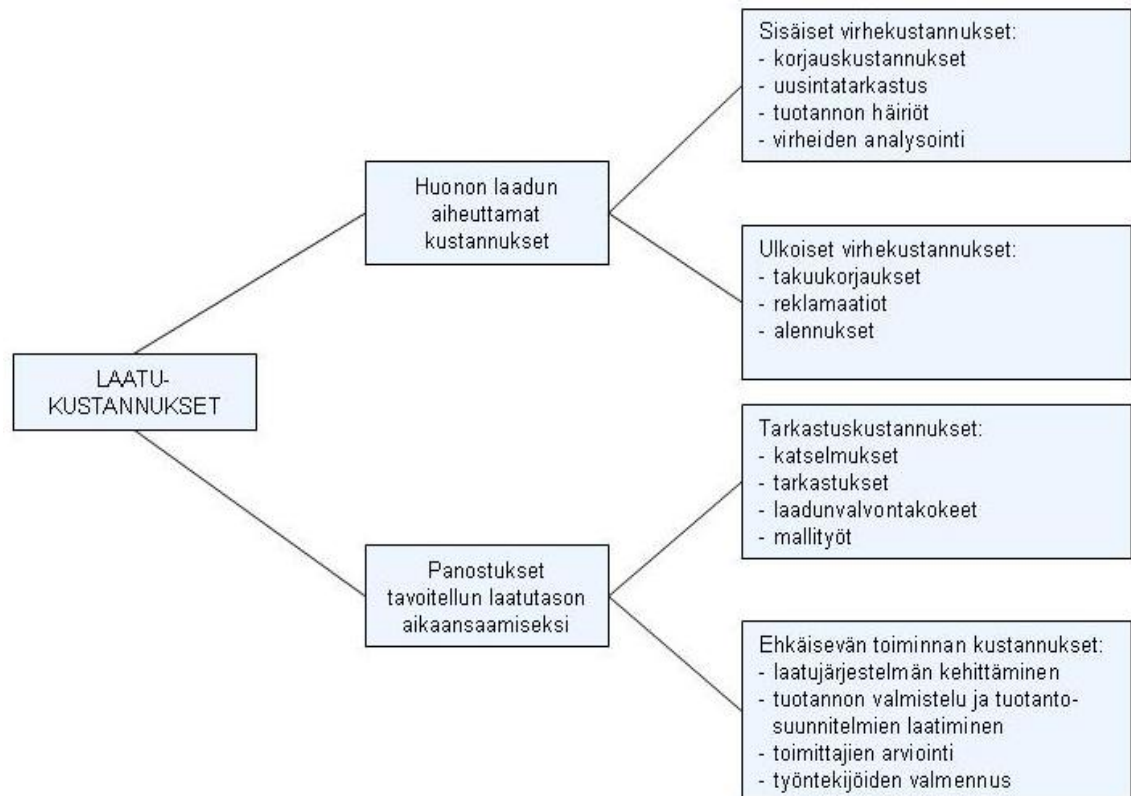 LAATU-
KUSTANNUKSET
Huonon laadun
aiheuttamat
kustannukset
Sisäiset virhekustannukset:
- korjauskustannukset
- uusintatarkastus
- tuotannon häiriöt
- virheiden analysointi
Ulkoiset virhekustannukset:
- takuukorjaukset
- reklamaatiot
- alennukset
Panostukset
tavoitellun laatutason
aikaansaamiseksi
Tarkastuskustannukset:
- katselmukset
- tarkastukset
- laadunvalvontakokeet
- mallityöt
Ehkäisevän toiminnan kustannukset:
- laatujärjestelmän kehittäminen
- tuotannon valmistelu ja tuotanto-
suunnitelmien laatiminen
- toimittajien arviointi
- työntekijöiden valmennus